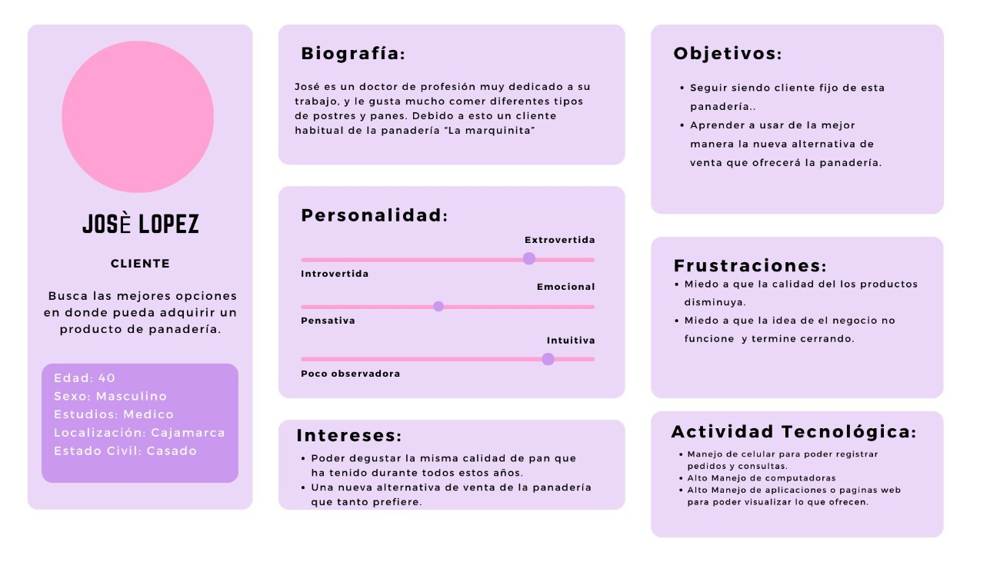 JOSÈ LOPEZ
CLIENTE
Busca las mejores opciones
en donde pueda adquirir un
producto de panadería.
Edad: 40
Sexo: Masculino
Estudios: Medico
Localización: Cajamarca
Estado Civil: Casado
Biografía:
José es un doctor de profesión muy dedicado a su
trabajo, y le gusta mucho comer diferentes tipos
de postres y panes. Debido a esto un cliente
habitual de la panadería “La marquinita”
Personalidad:
Extrovertida
Introvertida
Emocional
Pensativa
Intuitiva
Poco observadora
Intereses:
• Poder degustar la misma calidad de pan que
ha tenido durante todos estos años.
• Una nueva alternativa de venta de la panadería
que tanto prefiere.
Objetivos:
• Seguir siendo cliente fijo de esta
panadería..
• Aprender a usar de la mejor
manera la nueva alternativa de
venta que ofrecerá la panadería.
Frustraciones:
• Miedo a que la calidad del los productos
disminuya.
• Miedo a que la idea de el negocio no
funcione  y termine cerrando.
Actividad Tecnológica:
• Manejo de celular para poder registrar
pedidos y consultas.
• Alto Manejo de computadoras
• Alto Manejo de aplicaciones o paginas web
para poder visualizar lo que ofrecen.